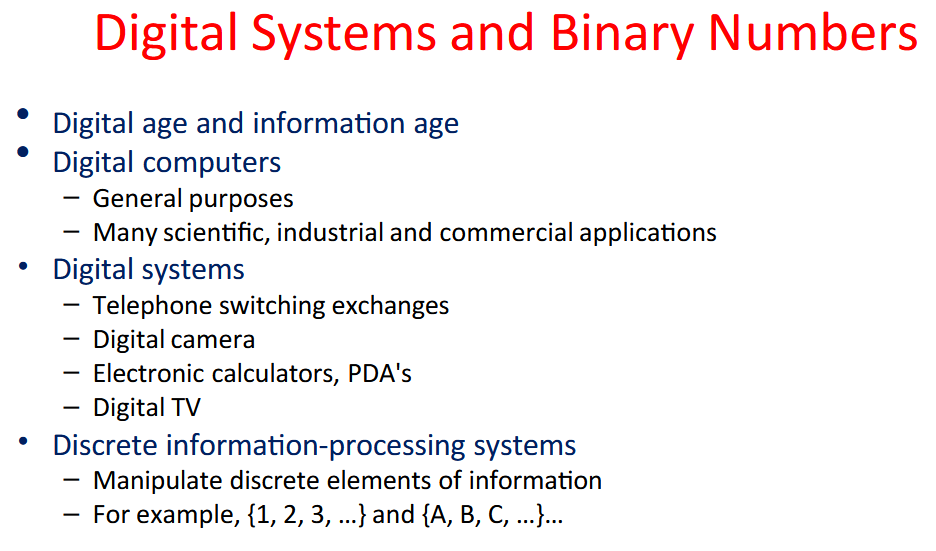 Digital Systems and Binary Numbers
• Digital age and information age
• Digital computers
– General purposes
– Many scientific, industrial and commercial applications
• Digital systems
– Telephone switching exchanges
– Digital camera
– Electronic calculators, PDA's
– Digital TV
• Discrete information-processing systems
– Manipulate discrete elements of information
– For example, {1, 2, 3, …} and {A, B, C, …}…